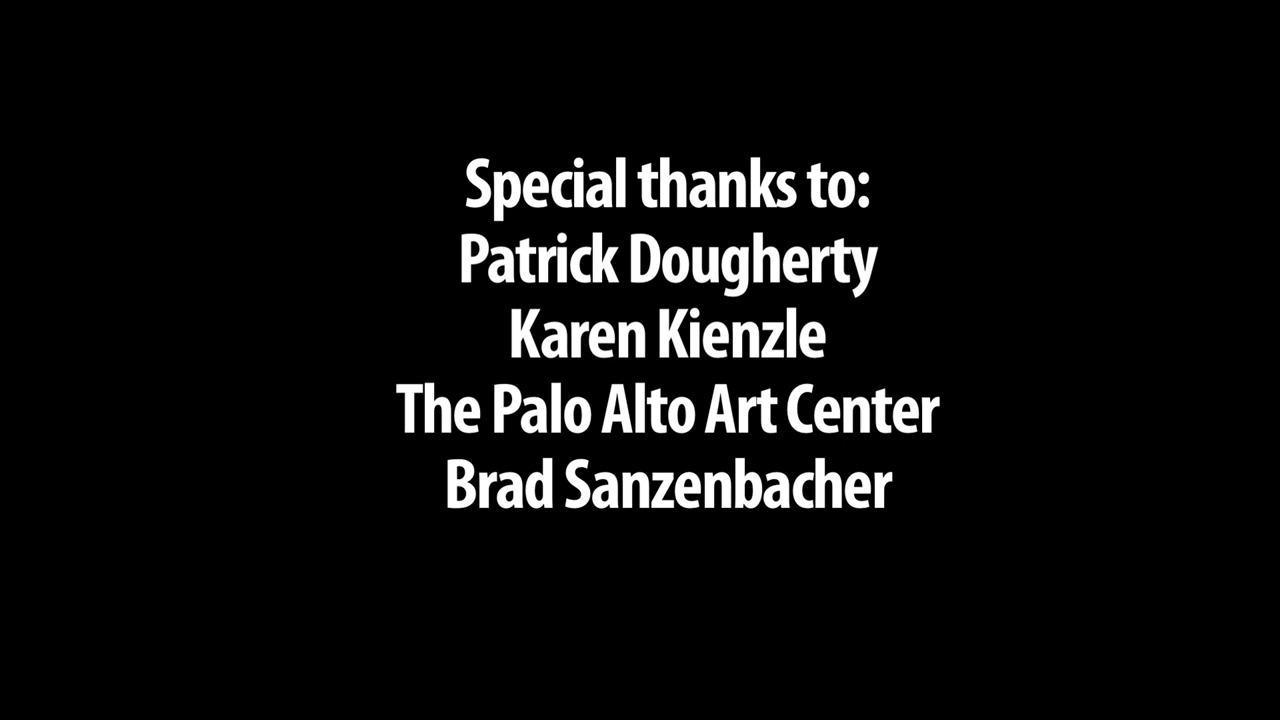 Special thanks to:
Patrick Dougherty
Karen Kienzle
The Palo Alto Art Center
Brad Sanzenbacher